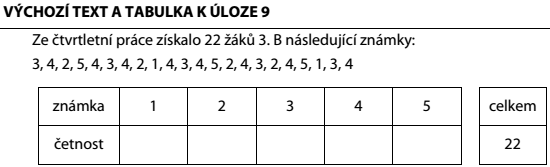 VÝCHOZÍ TEXT A TABULKA K ÚLOZE 9
Ze čtvrtletní práce získalo 22 žáků 3. B následující známky:
3, 4, 2, 5, 4, 3, 4, 2, 1, 4, 3, 4, 5, 2, 4, 3, 2, 4, 5, 1, 3, 4
známka 1 2 3 4 5 celkem
četnost 22